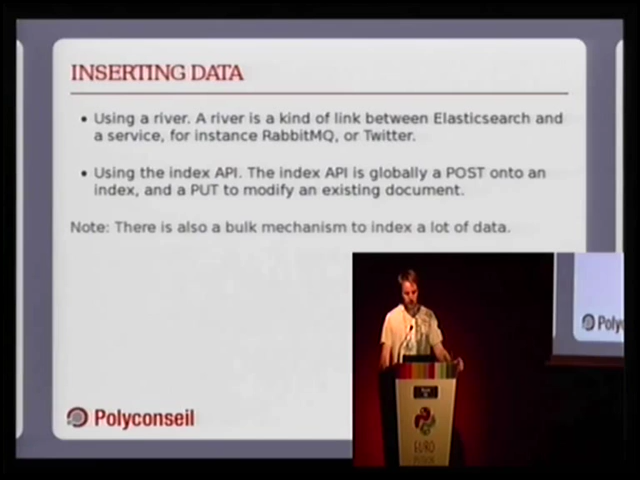 INSERTING DATA
• Using a river. A river is a kind of link between Elasticsearch and
a service, for instance RabbitMQ, or Twitter.
• Using the index API. The index API is globally a POST onto an
index, and a PUT to modify an existing document.
Note: There is also a bulk mechanism to index a lot of data.
Polyconseil
Polyc
EURO